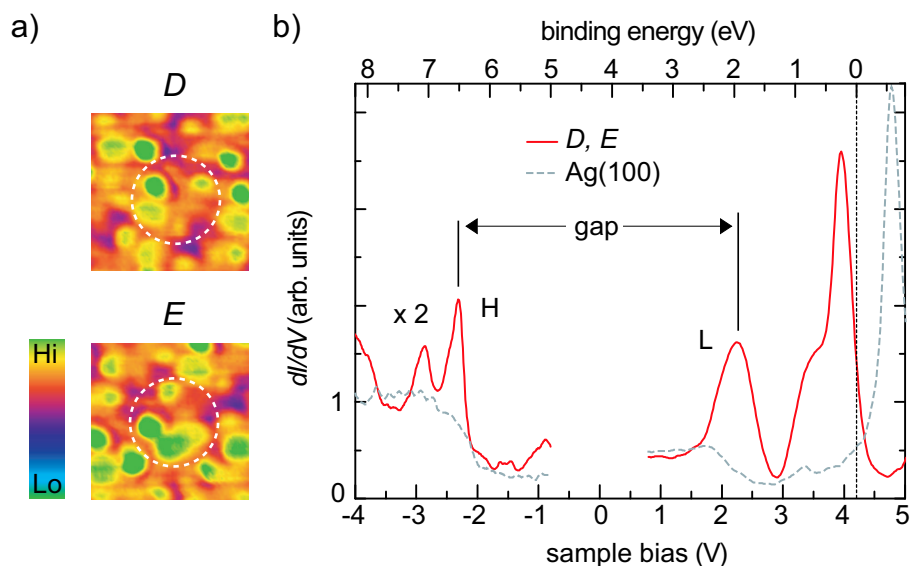 a)
D
E
Hi
Lo
b)
binding energy (eV)
8 7 6 5 4 3 2 1 0
D, E
Ag(100)
gap
x 2
H
L
dI/dV (arb. units)
1
0
-4 -3 -2 -1 0 1 2 3 4 5
sample bias (V)